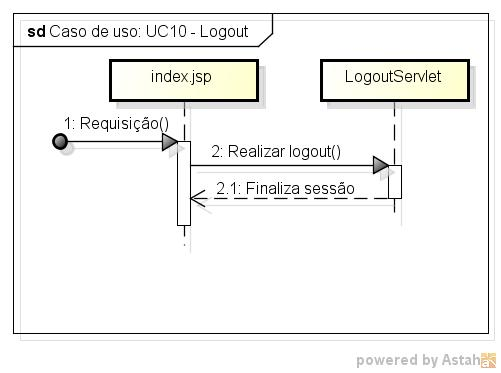 sd Caso de uso: UC10 - Logout
index.jsp
LogoutServlet
1: Requisição()
2: Realizar logout()
2.1: Finaliza sessão
powered by Astah